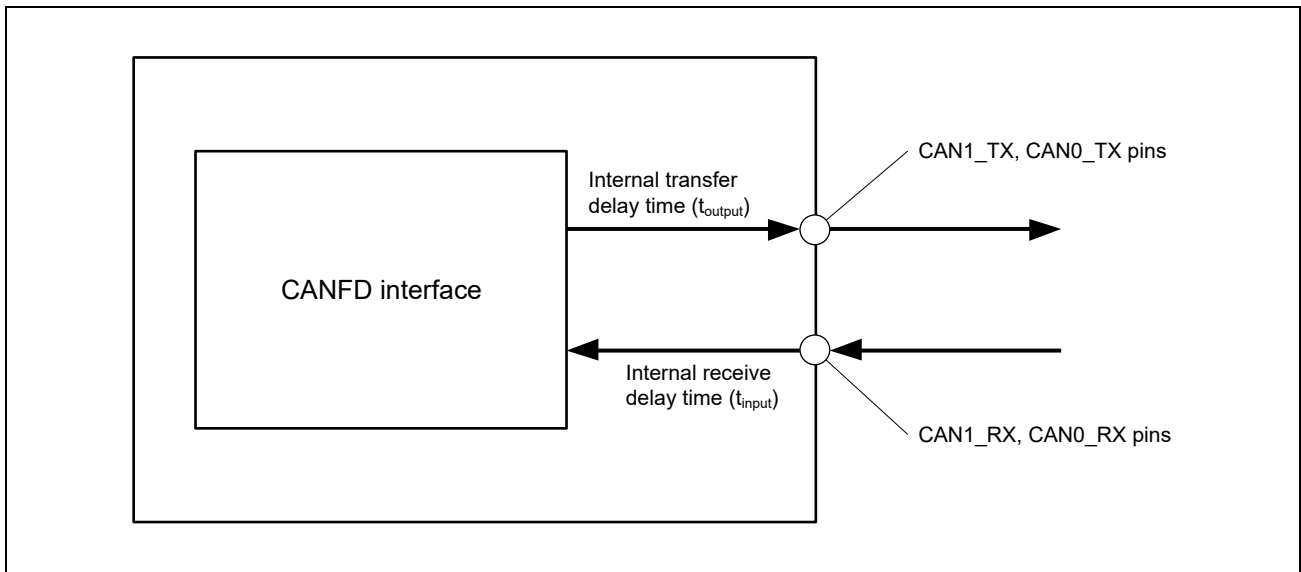 CAN1_TX, CAN0_TX pins
Internal transfer
delay time (toutput)
CANFD interface
Internal receive
delay time (tinput)
CAN1_RX, CAN0_RX pins